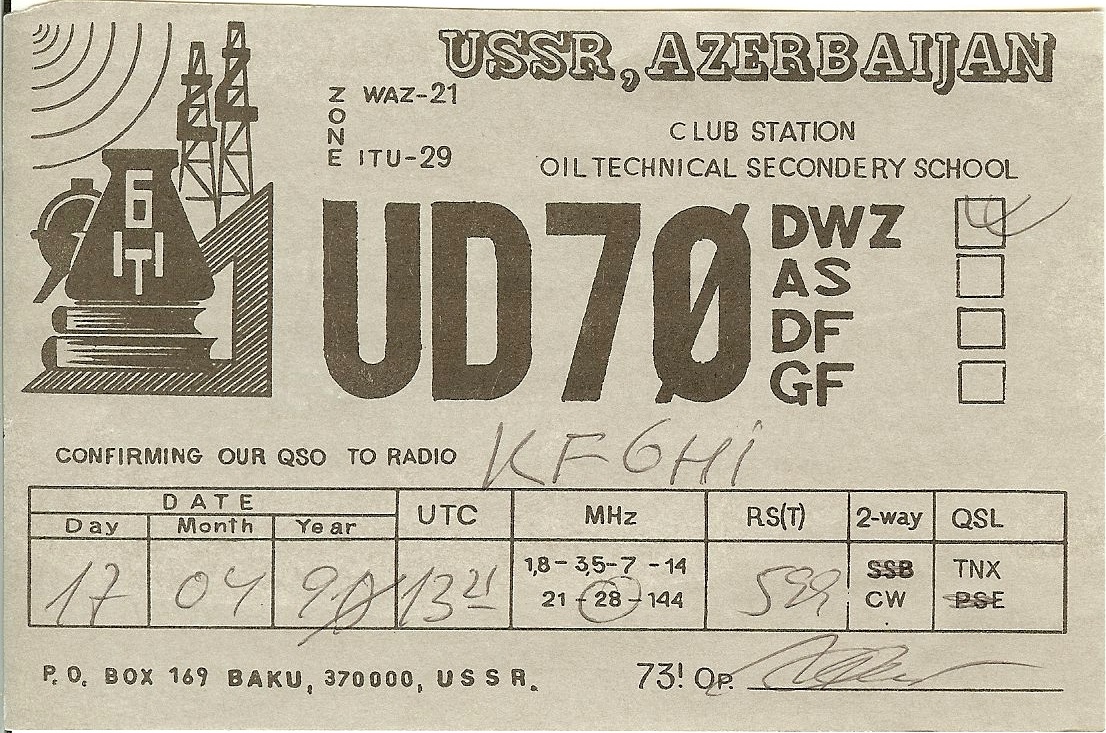 USSR, AZERBAIJAN
ZONE WAZ-21
ITU-29
CLUB STATION
OIL TECHNICAL SECONDERY SCHOOL
БНТ
UD7Ø
DWZ
AS
DF
GF
CONFIRMING OUR QSO TO RADIO KF6HI
DATE UTC MHz RS(T) 2-way QSL
Day Month Year
1,8 - 3,5 - 7 - 14 SSB TNX
17 04 90 13 21 21 - 28 - 144 599 CW PSE
P.O. BOX 169 BAKU, 370000, USSR. 73! Op.